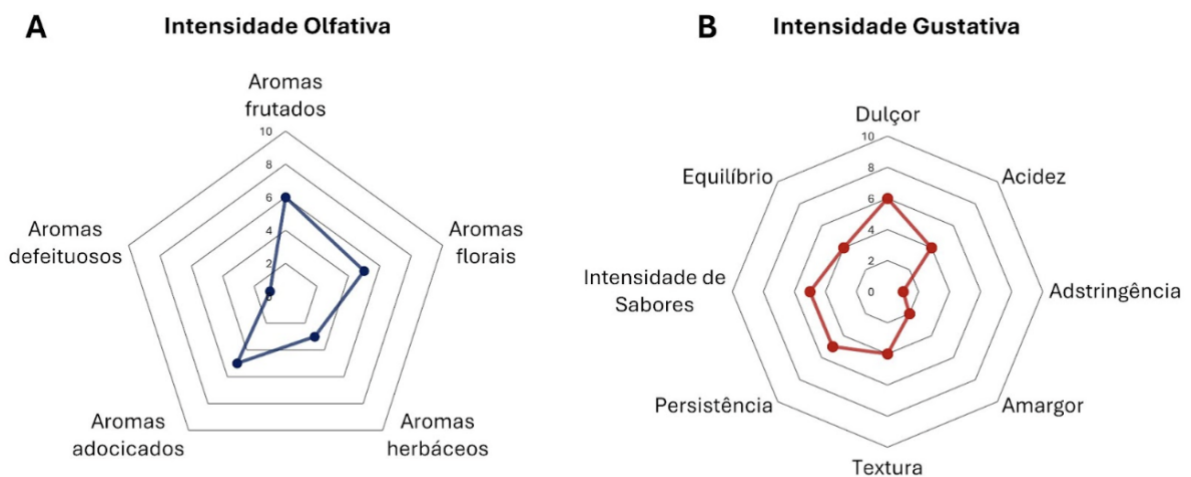 A
Intensidade Olfativa
Aromas
frutados
10
8
6
4
2
0
Aromas
florais
Aromas
herbáceos
Aromas
adocicados
Aromas
defeituosos
B
Intensidade Gustativa
Dulçor
10
8
6
4
2
0
Acidez
Adstringência
Amargor
Textura
Persistência
Intensidade de
Sabores
Equilíbrio